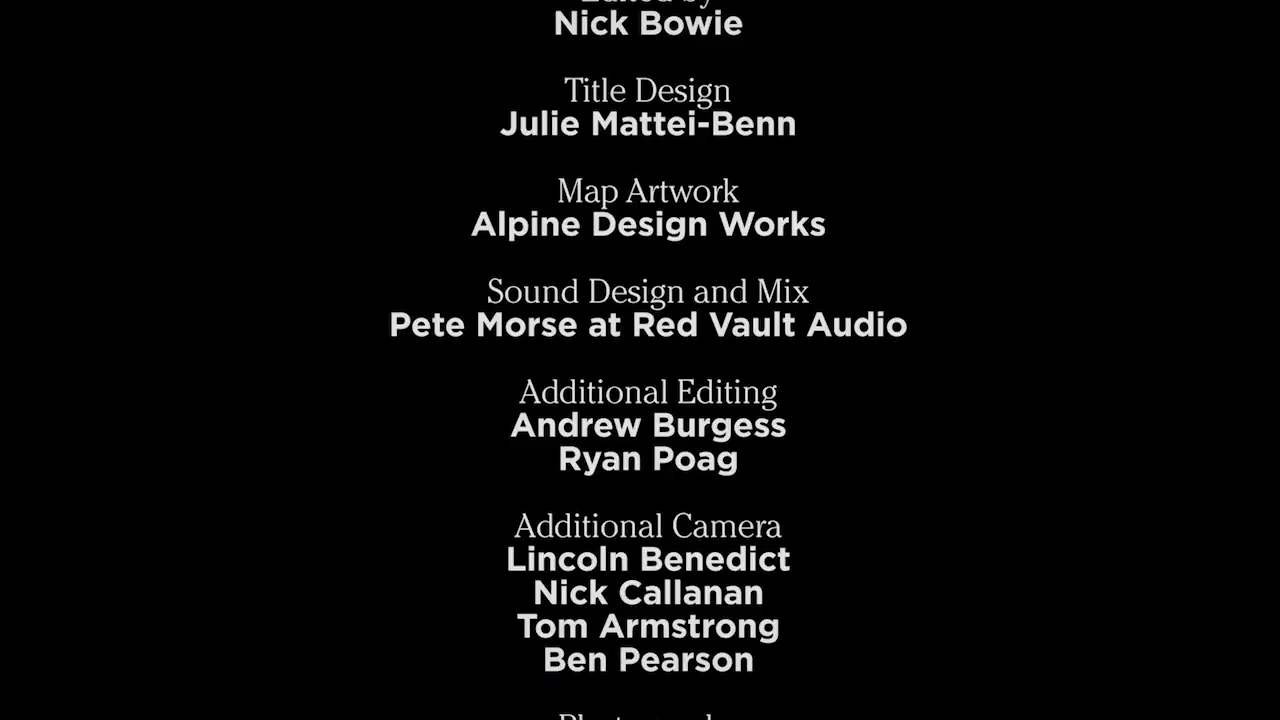 Edited by
Nick Bowie
Title Design
Julie Mattei-Benn
Map Artwork
Alpine Design Works
Sound Design and Mix
Pete Morse at Red Vault Audio
Additional Editing
Andrew Burgess
Ryan Poag
Additional Camera
Lincoln Benedict
Nick Callanan
Tom Armstrong
Ben Pearson